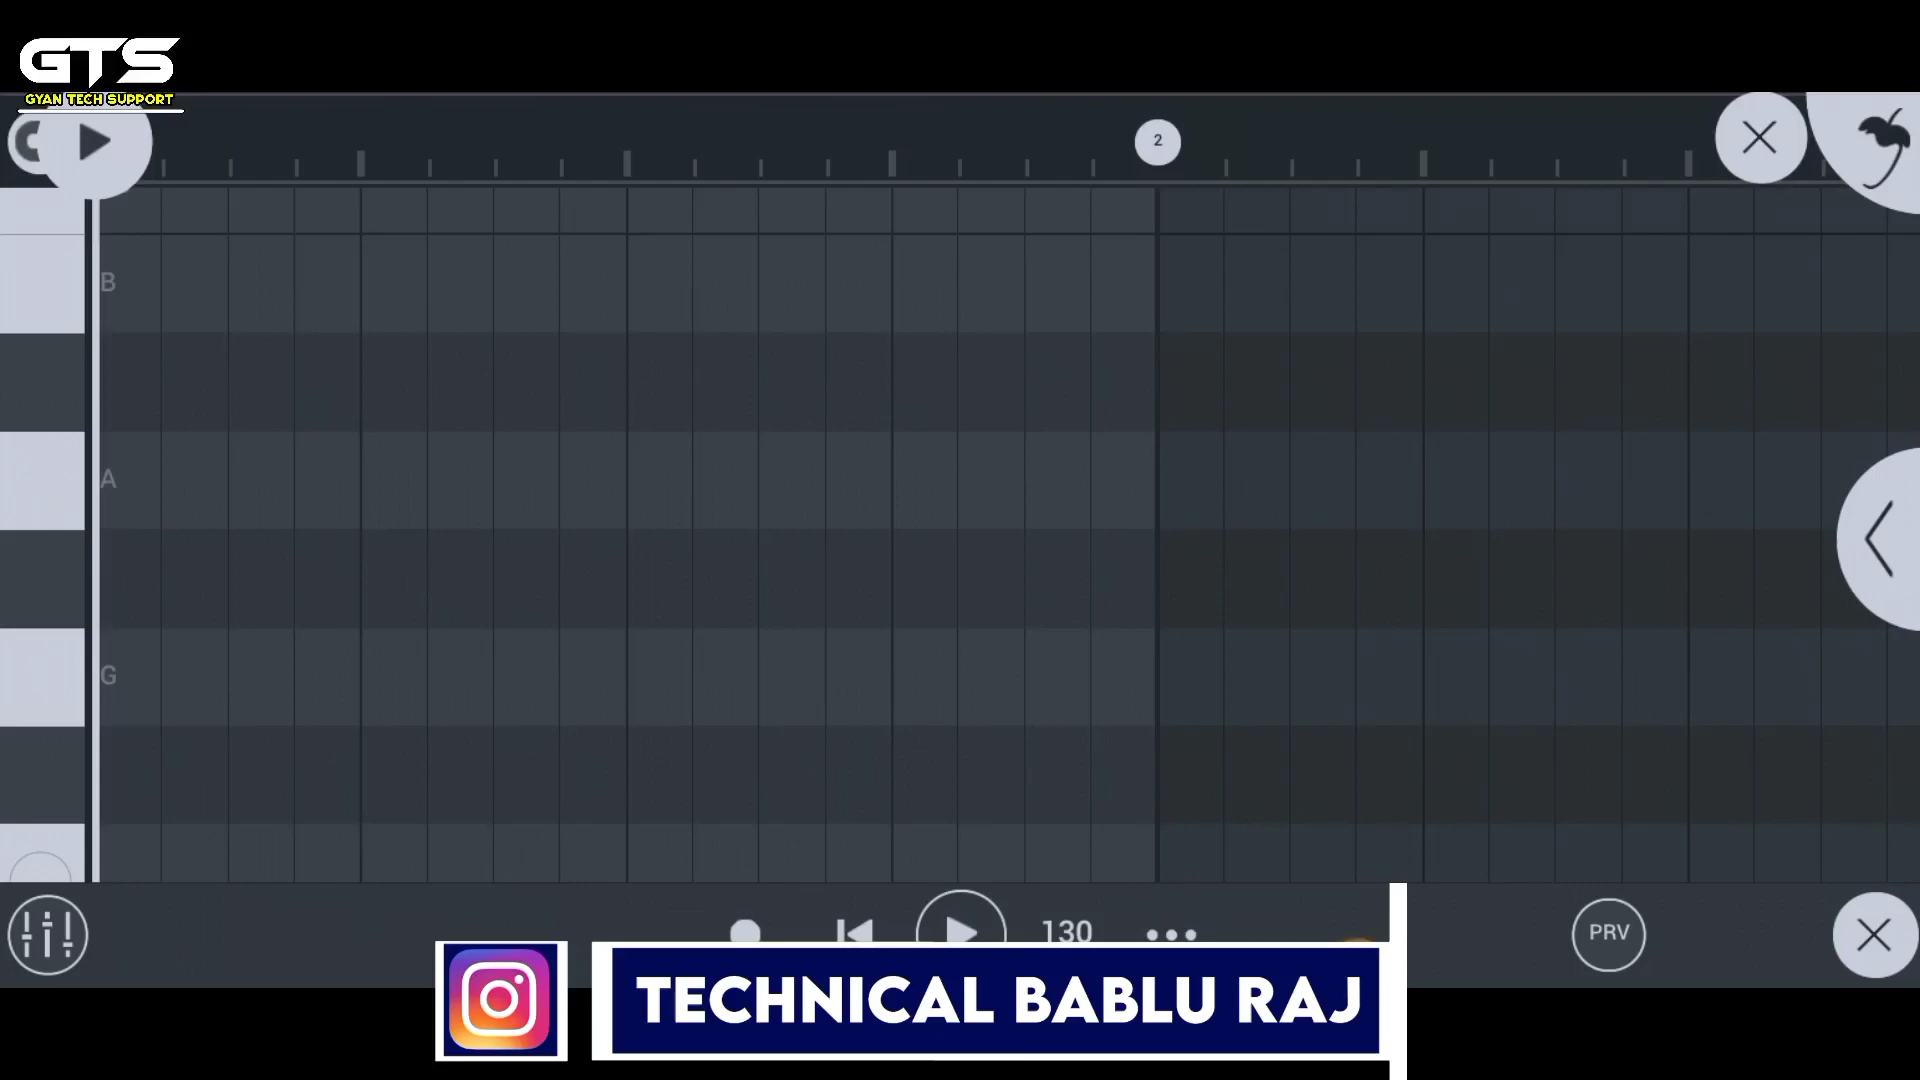 GTS
GYAN TECH SUPPORT
2
B
A
G
130
PRV
TECHNICAL BABLU RAJ